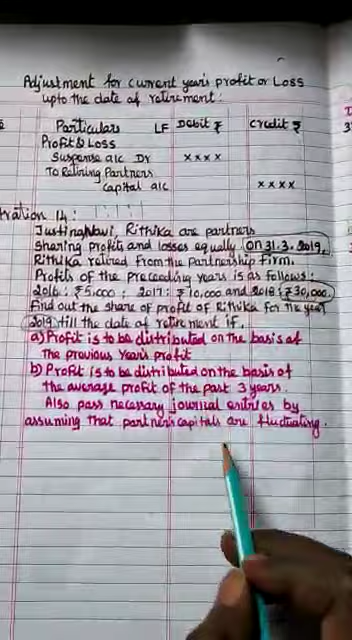 Adjustment for current year's profit or Loss
upto the date of retirement:
Particulars LF Debit ₹ Credit ₹
Profit & Loss
Suspense a/c Dr xxxx
To Retiring Partners
Capital a/c xxxx
tration 14:
Justina, Navi, Rithika are partners
sharing profits and losses equally on 31.3.2019,
Rithika retired from the partnership firm.
Profits of the preceeding years is as follows:
2016: ₹5,000; 2017: ₹10,000 and 2018: ₹30,000.
Find out the share of profit of Rithika for the year
2019 till the date of retirement if.
a) Profit is to be distributed on the basis of
the previous year's profit
b) Profit is to be distributed on the basis of
the average profit of the past 3 years.
Also pass necessary journal entries by
assuming that partner's capitals are fluctuating.